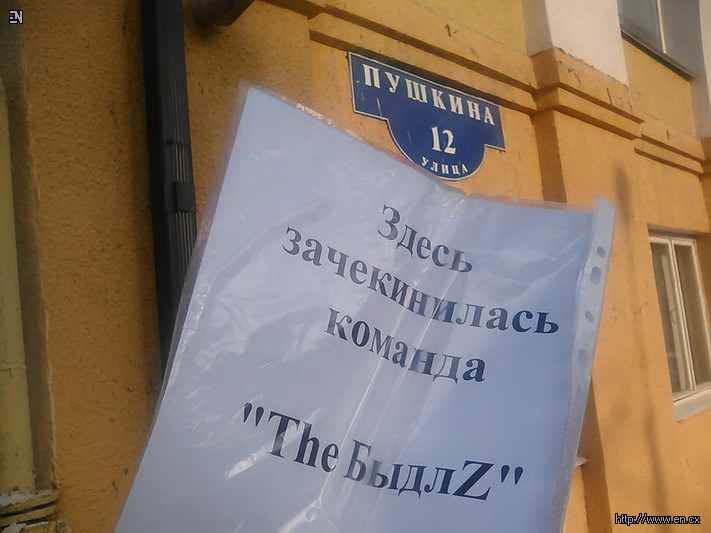 EN
ПУШКИНА
12
УЛИЦА
Здесь
зачекинилась
команда
"The БыдлZ"
http://www.en.cx